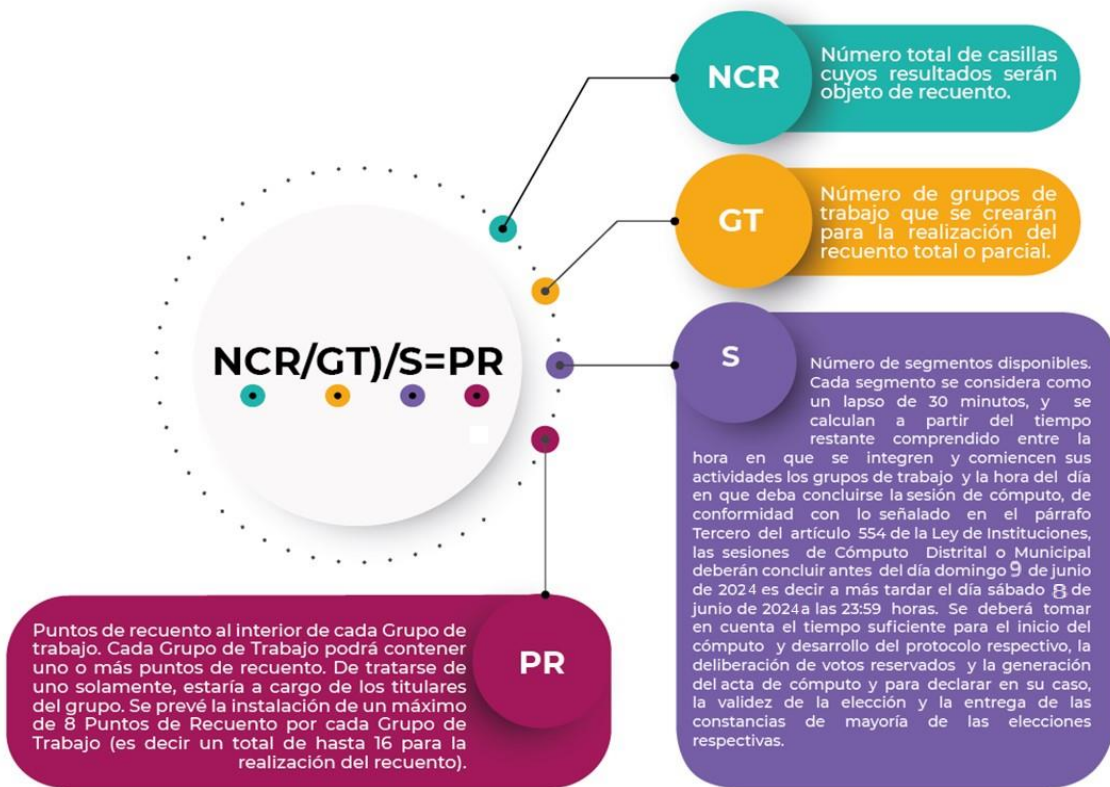 NCR
Número total de casillas
cuyos resultados serán
objeto de recuento.
GT
Número de grupos de
trabajo que se crearán
para la realización del
recuento total o parcial.
NCR/GT)/S=PR
S
Número de segmentos disponibles.
Cada segmento se considera como
un lapso de 30 minutos, y se
calculan a partir del tiempo
restante comprendido entre la
hora en que se integren y comiencen sus
actividades los grupos de trabajo y la hora del día
en que deba concluirse la sesión de cómputo, de
conformidad con lo señalado en el párrafo
Tercero del artículo 554 de la Ley de Instituciones,
las sesiones de Cómputo Distrital o Municipal
deberán concluir antes del día domingo 9 de junio
de 2024 es decir a más tardar el día sábado 8 de
junio de 2024 a las 23:59 horas. Se deberá tomar
en cuenta el tiempo suficiente para el inicio del
cómputo y desarrollo del protocolo respectivo, la
deliberación de votos reservados y la generación
del acta de cómputo y para declarar en su caso,
la validez de la elección y la entrega de las
constancias de mayoría de las elecciones
respectivas.
Puntos de recuento al interior de cada Grupo de
trabajo. Cada Grupo de Trabajo podrá contener
uno o más puntos de recuento. De tratarse de
uno solamente, estaría a cargo de los titulares
del grupo. Se prevé la instalación de un máximo
de 8 Puntos de Recuento por cada Grupo de
Trabajo (es decir un total de hasta 16 para la
realización del recuento).
PR